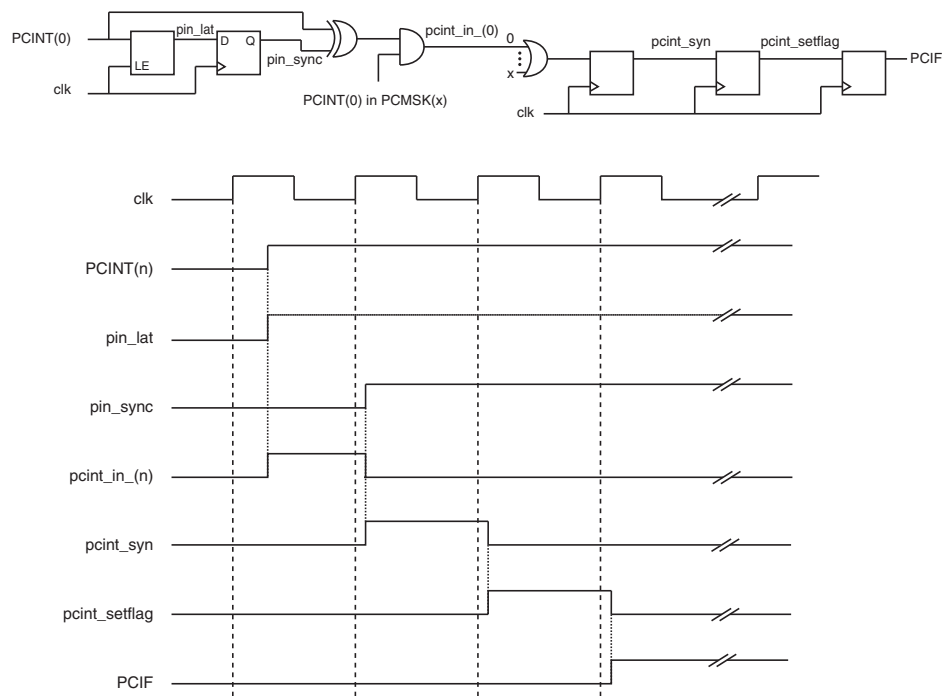 PCINT(0)
pin_lat
D Q
LE
clk
pin_sync
pcint_in_(0)
0
x
PCINT(0) in PCMSK(x)
pcint_syn
pcint_setflag
PCIF
clk
clk
PCINT(n)
pin_lat
pin_sync
pcint_in_(n)
pcint_syn
pcint_setflag
PCIF